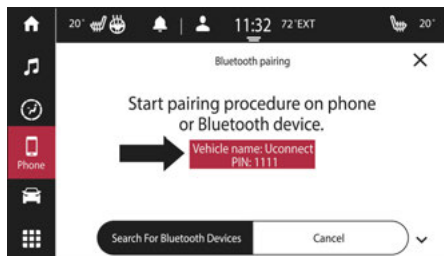 20°
11:32
72°EXT
20°
Bluetooth pairing
Start pairing procedure on phone
or Bluetooth device.
Vehicle name: Uconnect
PIN: 1111
Phone
Search For Bluetooth Devices
Cancel